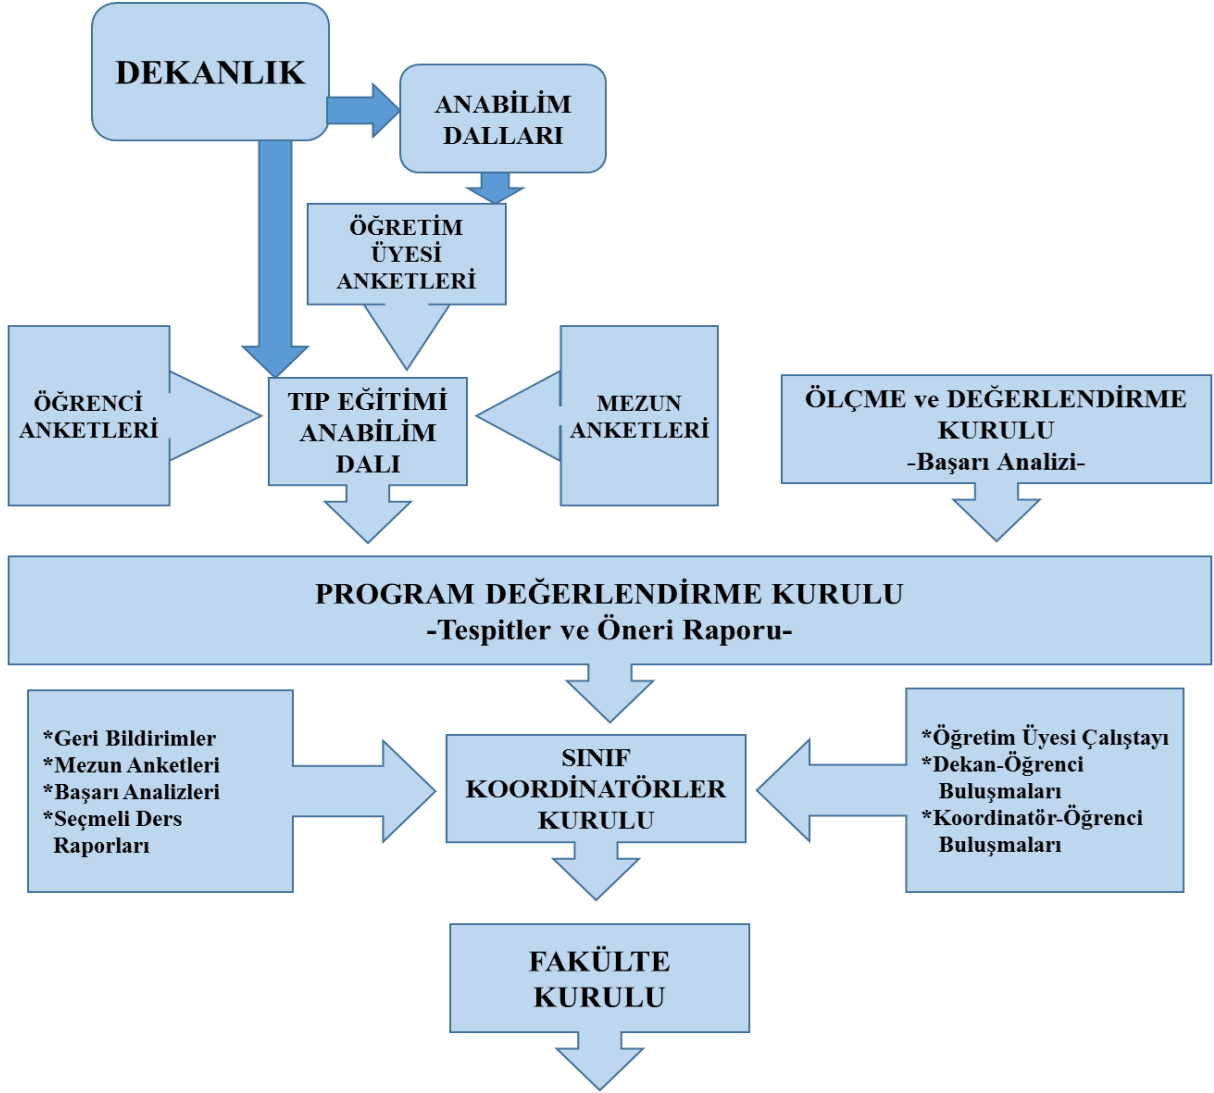 DEKANLIK
ANABİLİM
DALLARI
ÖĞRETİM
ÜYESİ
ANKETLERİ
ÖĞRENCİ
ANKETLERİ
TIP EĞİTİMİ
ANABİLİM
DALI
MEZUN
ANKETLERİ
ÖLÇME ve DEĞERLENDİRME
KURULU
-Başarı Analizi-
PROGRAM DEĞERLENDİRME KURULU
-Tespitler ve Öneri Raporu-
*Geri Bildirimler
*Mezun Anketleri
*Başarı Analizleri
*Seçmeli Ders
Raporları
SINIF
KOORDİNATÖRLER
KURULU
*Öğretim Üyesi Çalıştayı
*Dekan-Öğrenci
Buluşmaları
*Koordinatör-Öğrenci
Buluşmaları
FAKÜLTE
KURULU